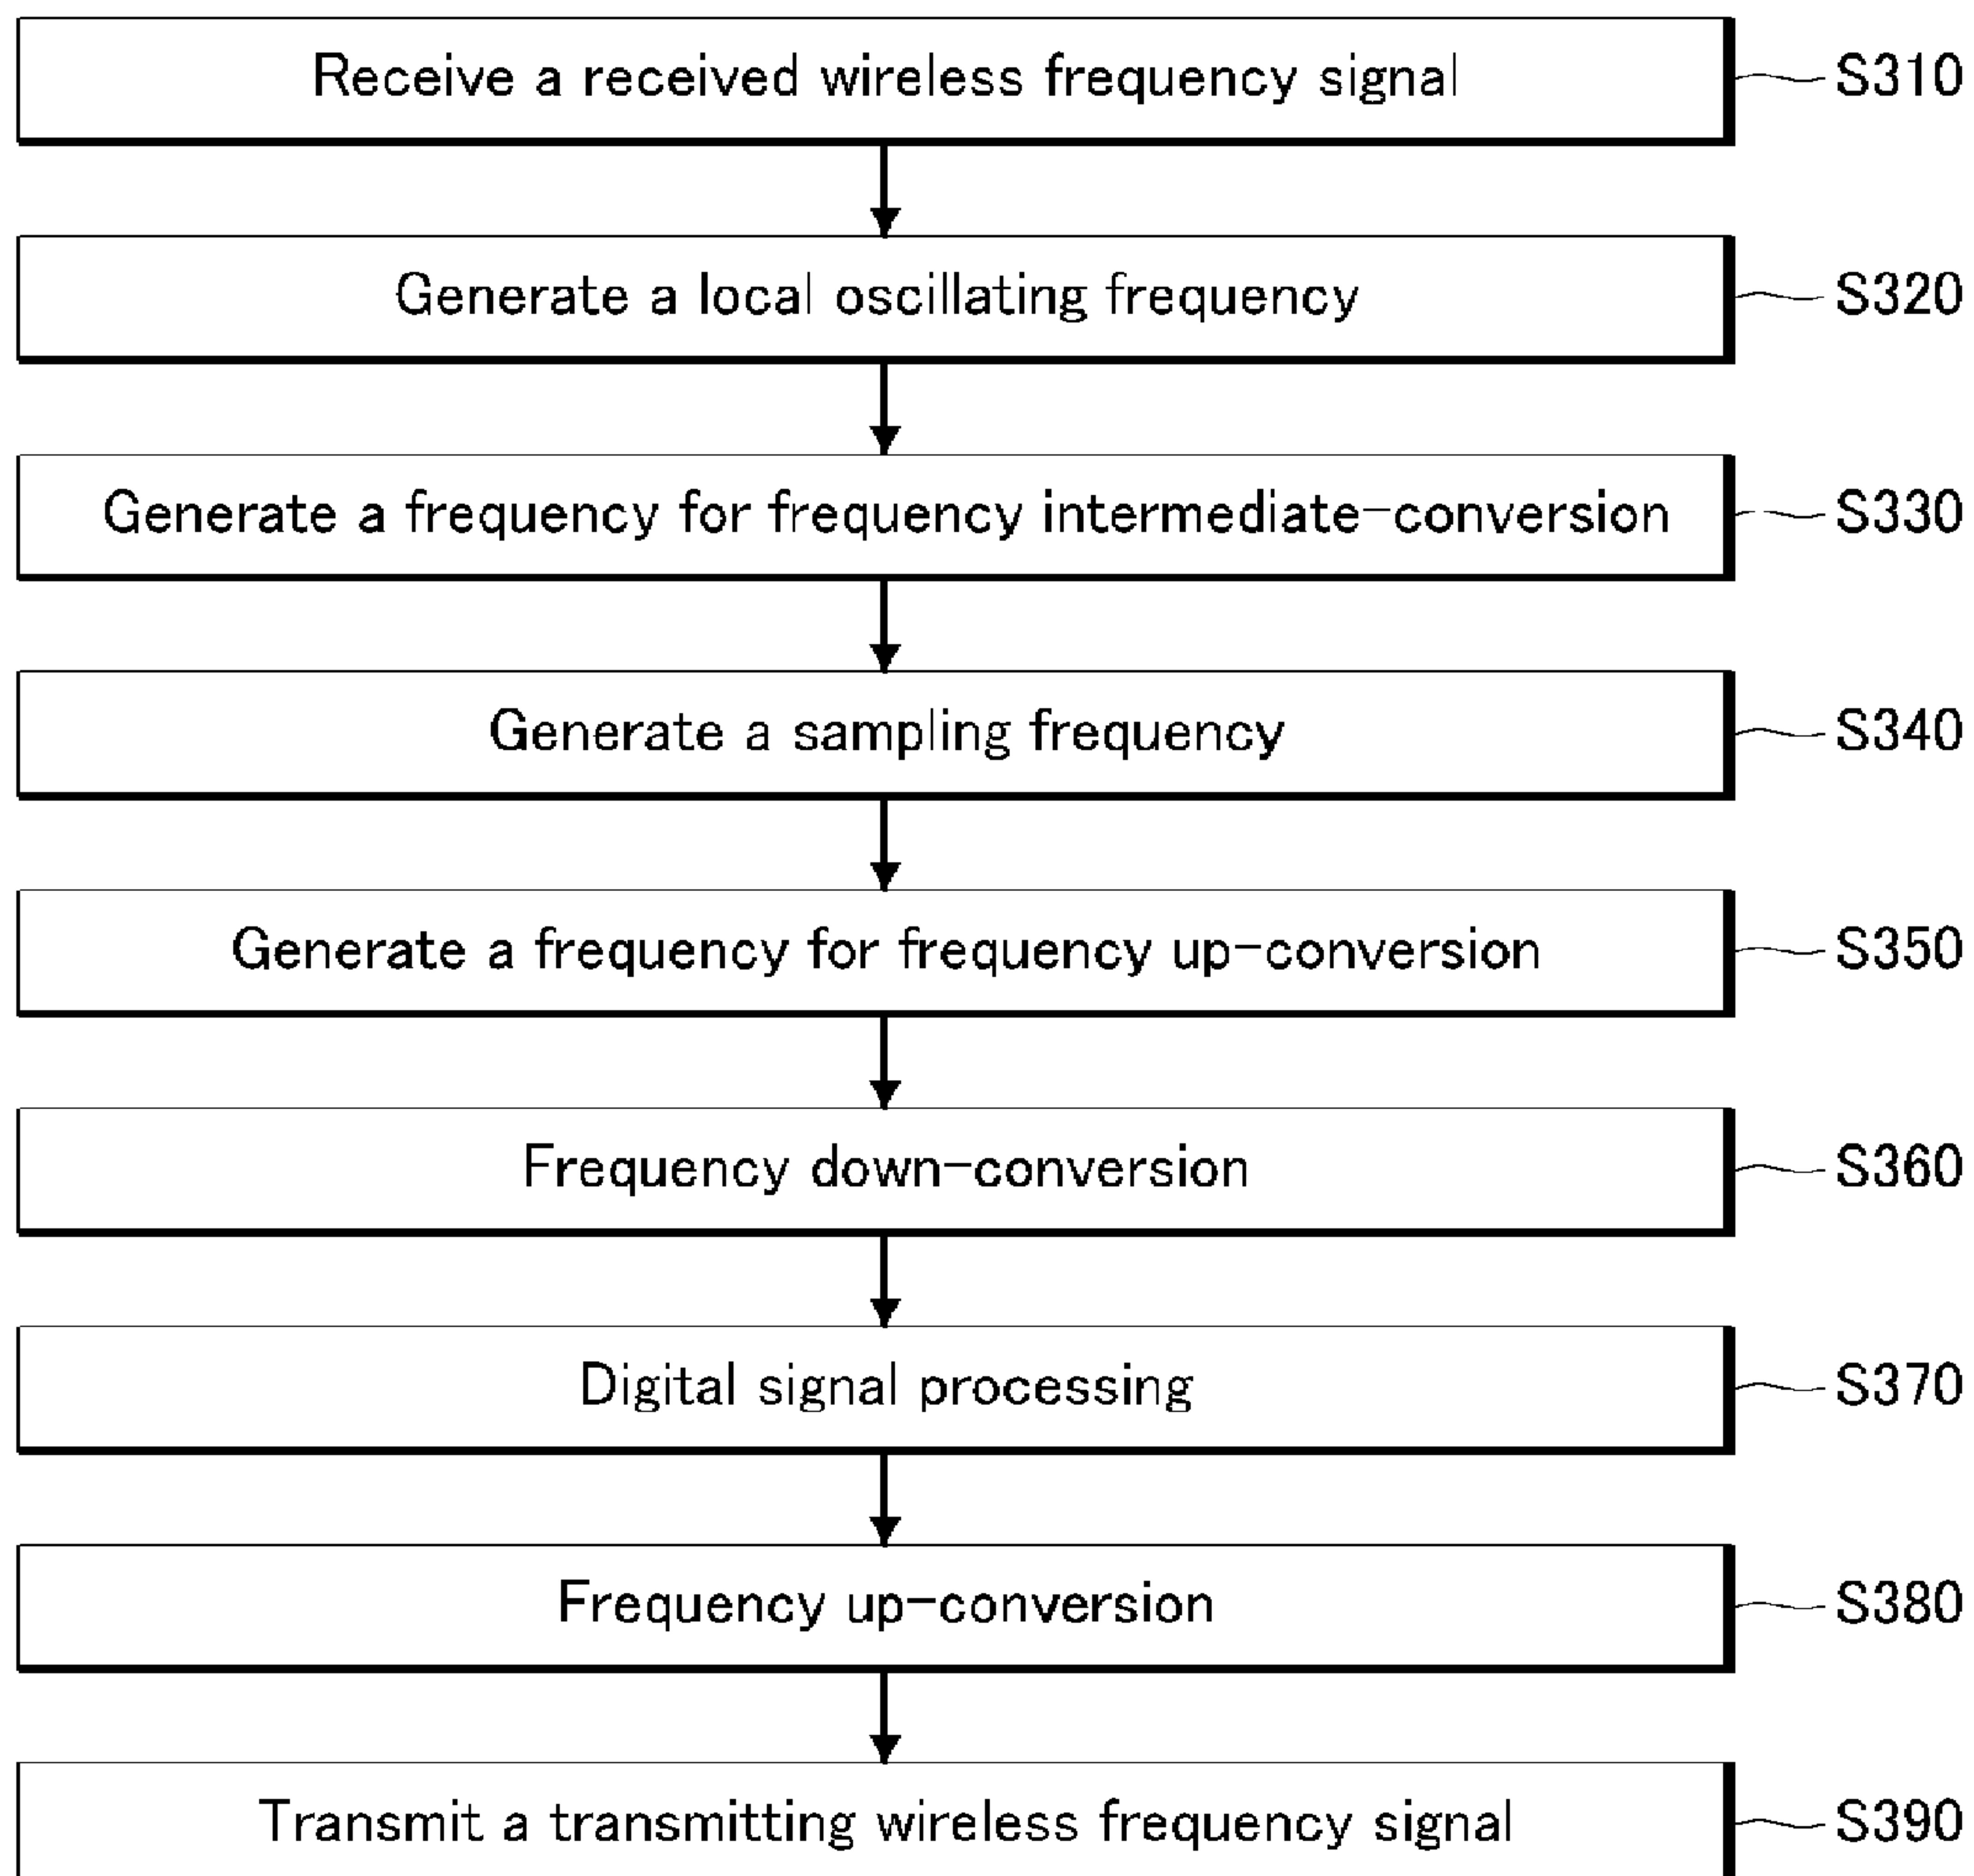 Receive a received wireless frequency signal S310
Generate a local oscillating frequency S320
Generate a frequency for frequency intermediate-conversion S330
Generate a sampling frequency S340
Generate a frequency for frequency up-conversion S350
Frequency down-conversion S360
Digital signal processing S370
Frequency up-conversion S380
Transmit a transmitting wireless frequency signal S390